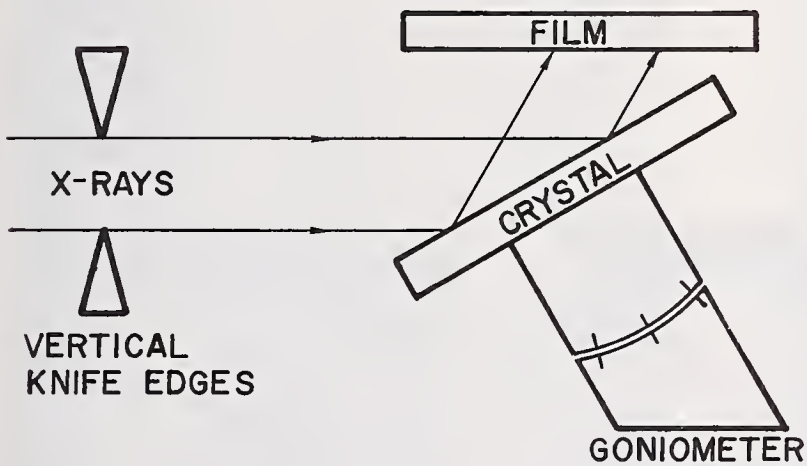 FILM
X-RAYS
CRYSTAL
VERTICAL
KNIFE EDGES
GONIOMETER